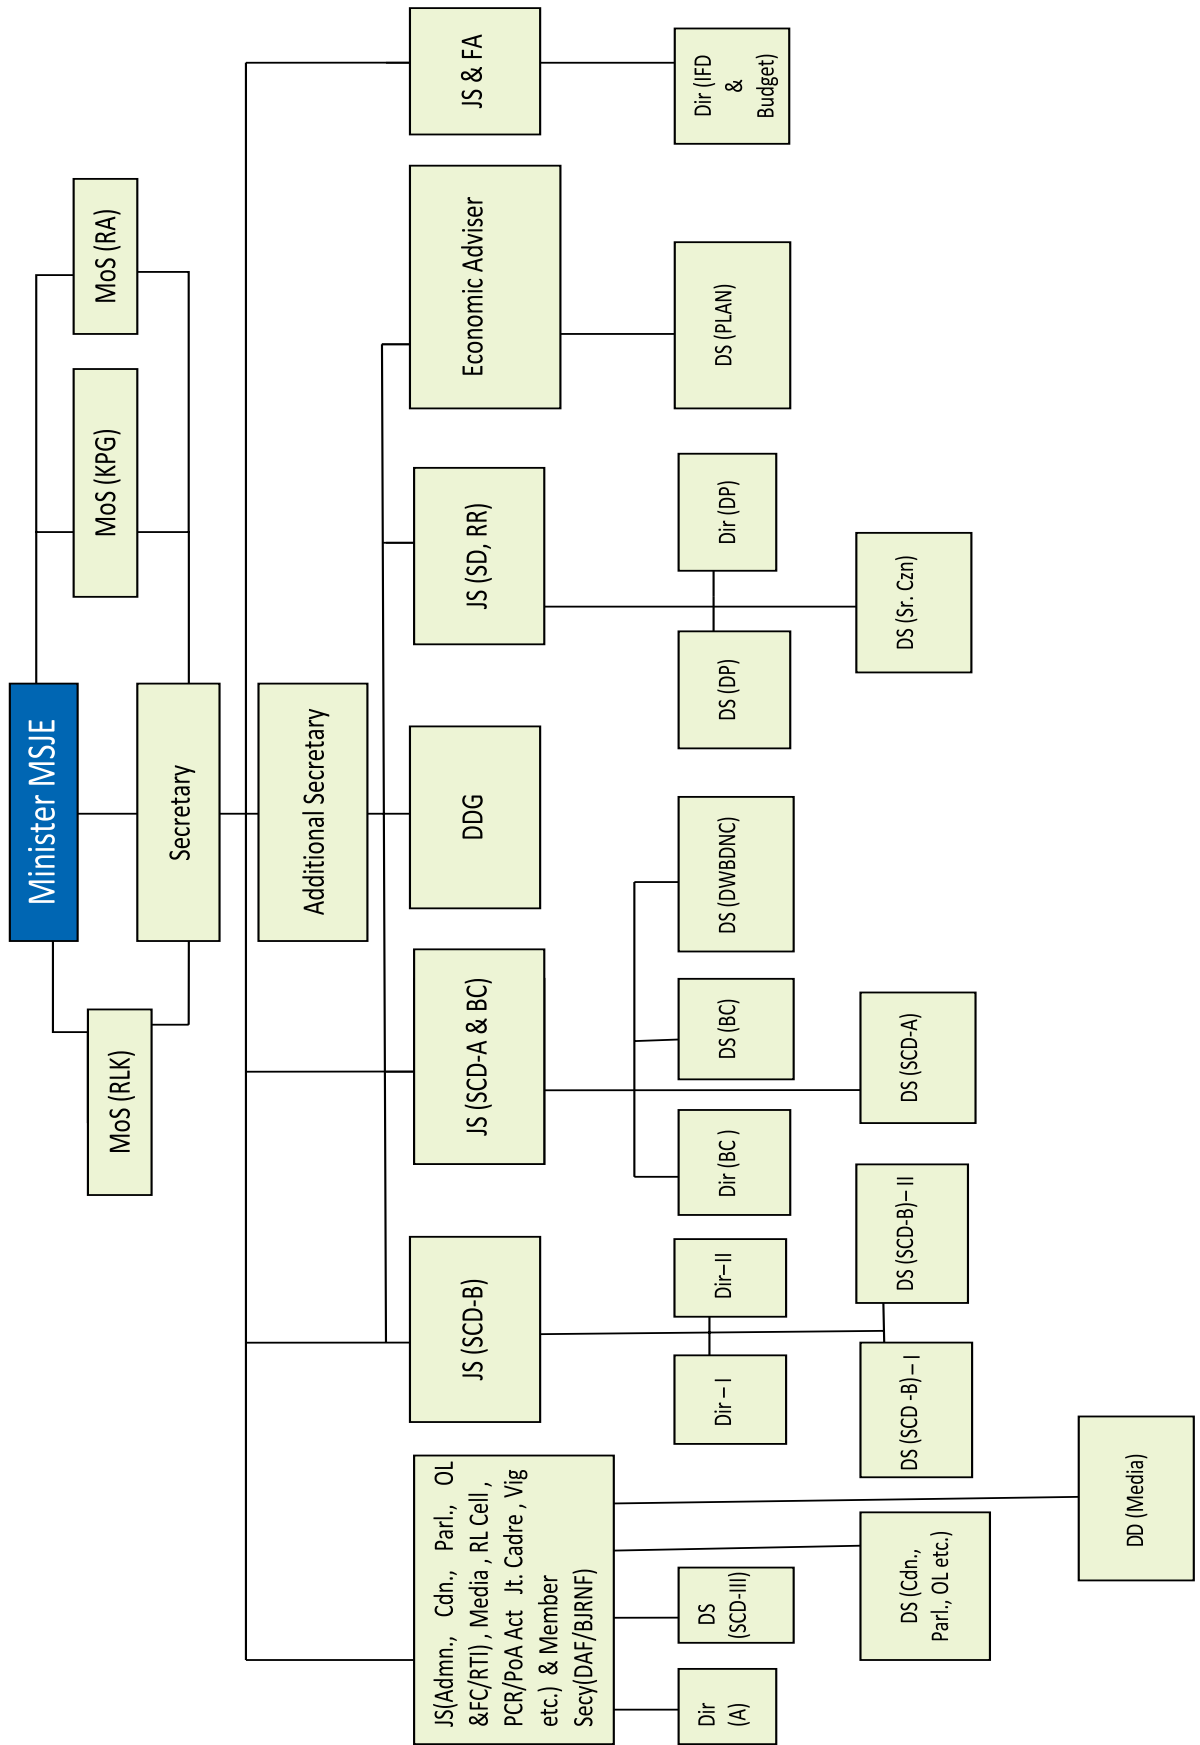 Minister MSJE
MoS (RLK)
MoS (KPG)
MoS (RA)
Secretary
Additional Secretary
JS(Admn., Cdn., Parl., OL
&FC/RTI) , Media , RL Cell ,
PCR/PoA Act Jt. Cadre , Vig
etc.) & Member
Secy(DAF/BJRNF)
JS (SCD-B)
JS (SCD-A & BC)
DDG
JS (SD, RR)
Economic Adviser
JS & FA
Dir
(A)
DS
(SCD-III)
Dir – I
Dir–II
Dir (BC )
DS (BC)
DS (DWBDNC)
DS (DP)
Dir (DP)
DS (PLAN)
Dir (IFD
&
Budget)
DS (Cdn.,
Parl., OL etc.)
DS (SCD -B)– I
DS (SCD-B)– II
DS (SCD-A)
DS (Sr. Czn)
DD (Media)